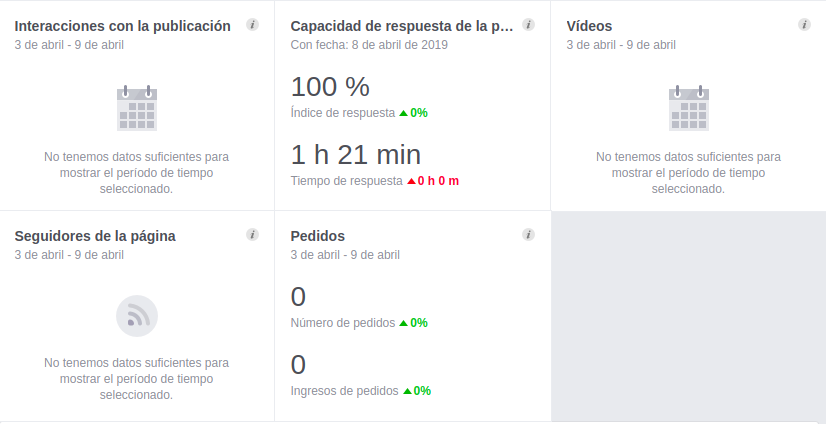 Interacciones con la publicación
3 de abril - 9 de abril
No tenemos datos suficientes para
mostrar el período de tiempo
seleccionado.
Capacidad de respuesta de la p…
Con fecha: 8 de abril de 2019
100 %
Índice de respuesta 0%
1 h 21 min
Tiempo de respuesta 0 h 0 m
Vídeos
3 de abril - 9 de abril
No tenemos datos suficientes para
mostrar el período de tiempo
seleccionado.
Seguidores de la página
3 de abril - 9 de abril
No tenemos datos suficientes para
mostrar el período de tiempo
seleccionado.
Pedidos
3 de abril - 9 de abril
0
Número de pedidos 0%
0
Ingresos de pedidos 0%